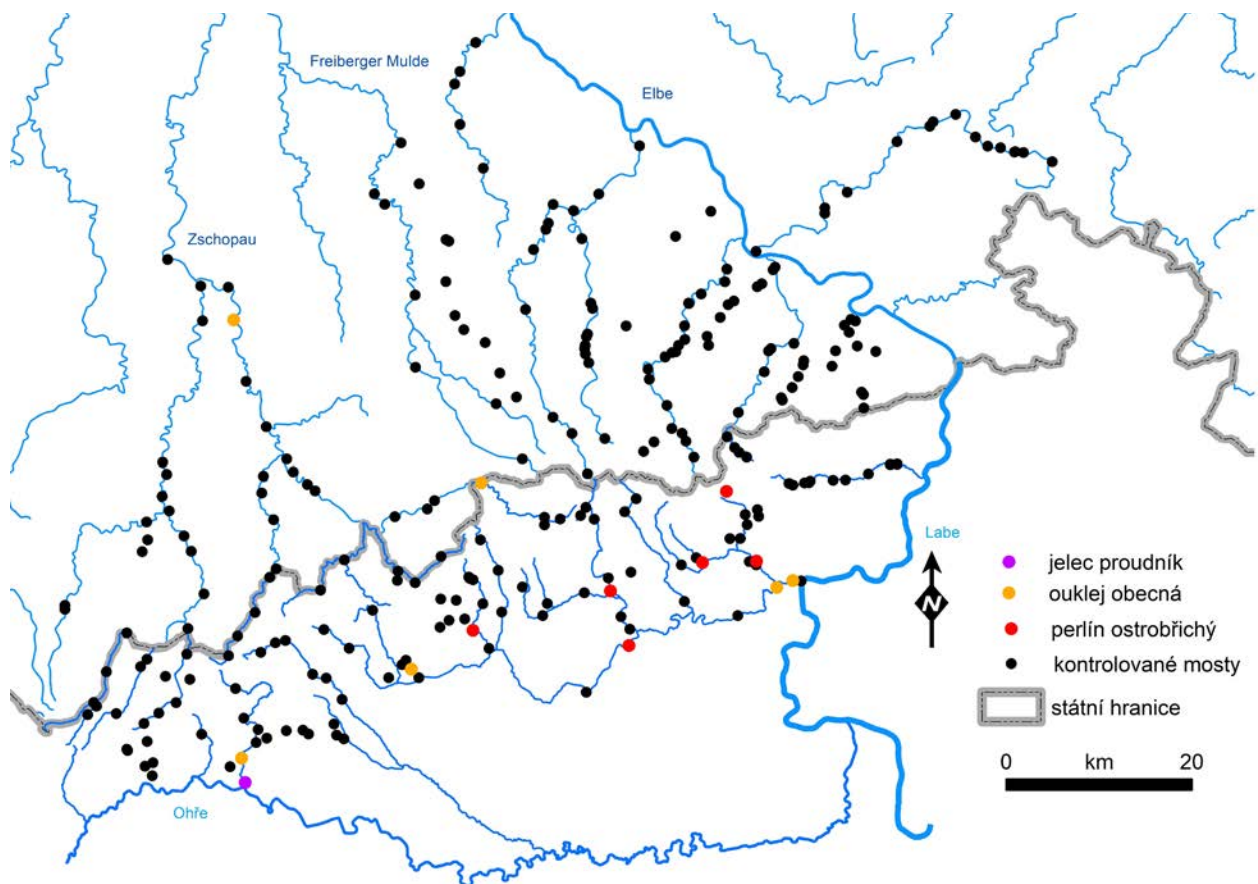 Freiberger Mulde
Elbe
Zschopau
Labe
N
jelec proudník
ouklej obecná
perlín ostrobřichý
kontrolované mosty
státní hranice
0 km 20
Ohře